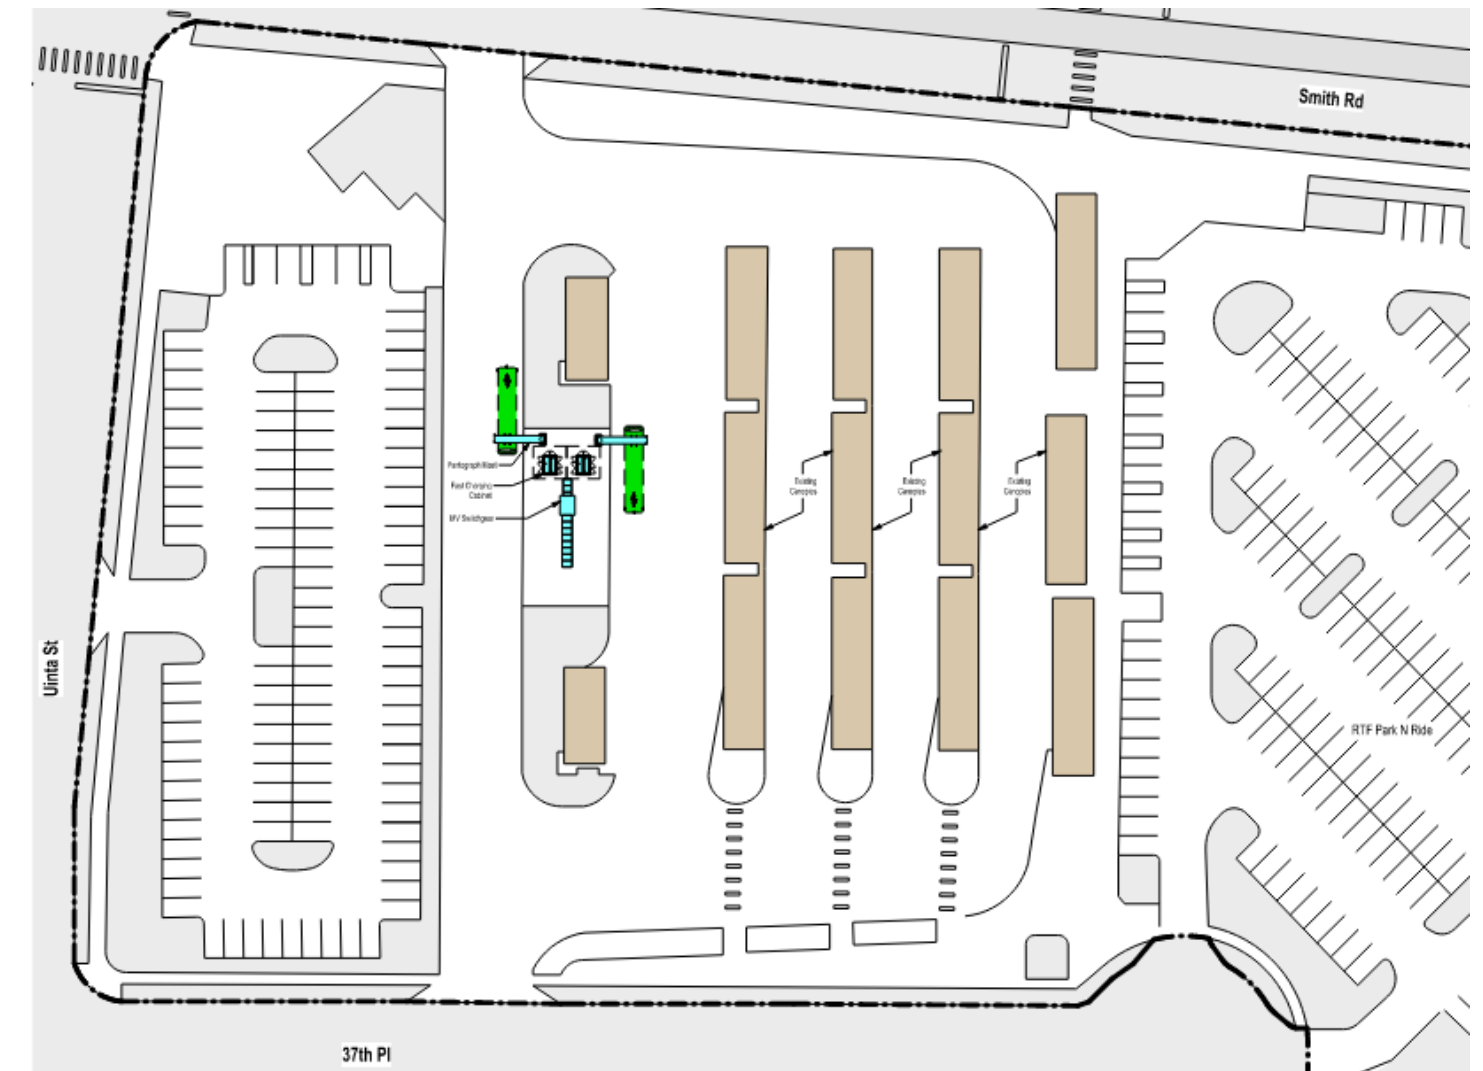 Smith Rd
Pantograph Mast
Fast Charging
Cabinet
MV Switchgear
Existing
Canopies
Existing
Canopies
Existing
Canopies
Uinta St
RTF Park N Ride
37th Pl